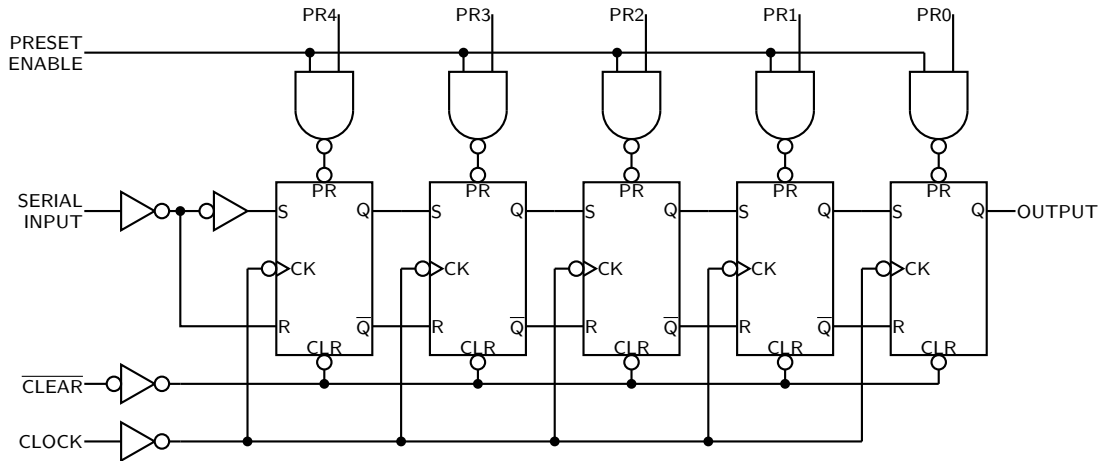 PR4 PR3 PR2 PR1 PR0
PRESET
ENABLE
PR PR PR PR PR
SERIAL
INPUT
S Q S Q S Q S Q S Q OUTPUT
CK CK CK CK CK
R Q̅ R Q̅ R Q̅ R Q̅ R
CLR CLR CLR CLR CLR
C̅L̅E̅A̅R̅
CLOCK